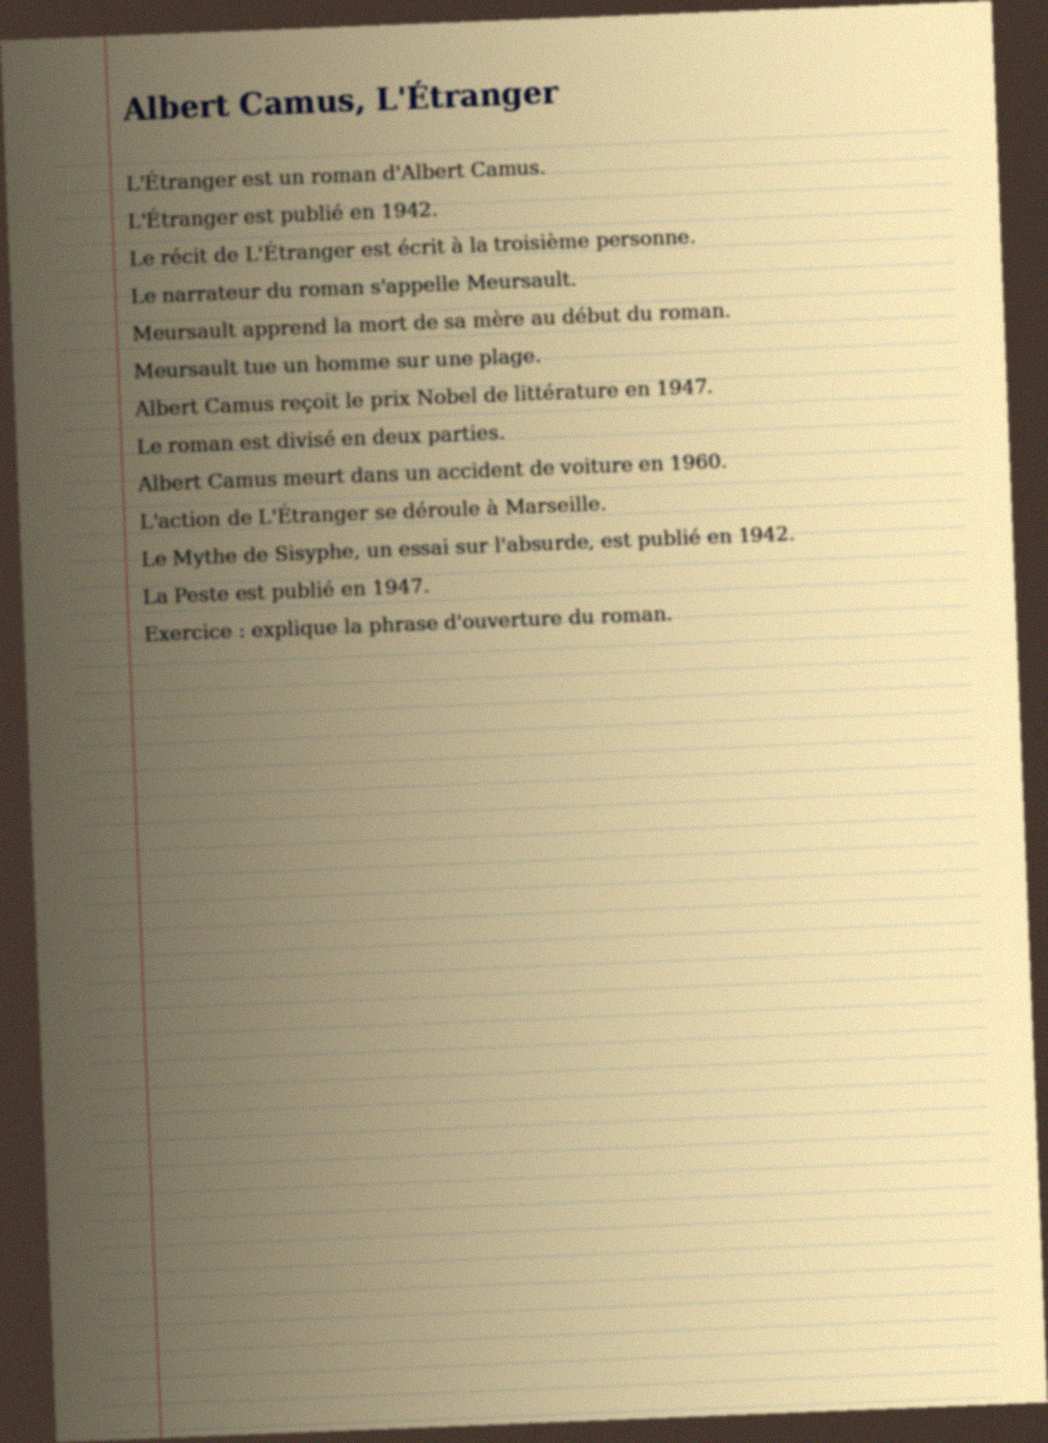 Albert Camus, L'Étranger
L'Étranger est un roman d'Albert Camus.
L'Étranger est publié en 1942.
Le récit de L'Étranger est écrit à la troisième personne.
Le narrateur du roman s'appelle Meursault.
Meursault apprend la mort de sa mère au début du roman.
Meursault tue un homme sur une plage.
Albert Camus reçoit le prix Nobel de littérature en 1947.
Le roman est divisé en deux parties.
Albert Camus meurt dans un accident de voiture en 1960.
L'action de L'Étranger se déroule à Marseille.
Le Mythe de Sisyphe, un essai sur l'absurde, est publié en 1942.
La Peste est publié en 1947.
Exercice : explique la phrase d'ouverture du roman.